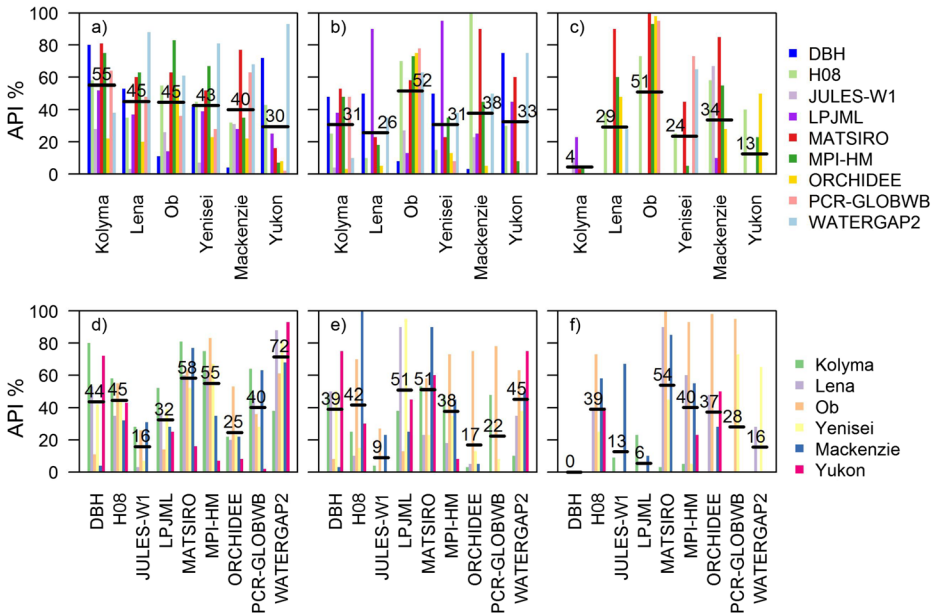 100
80
60
40
20
0
API %
a)
55
45
45
43
40
30
Kolyma
Lena
Ob
Yenisei
Mackenzie
Yukon
b)
31
26
52
31
38
33
Kolyma
Lena
Ob
Yenisei
Mackenzie
Yukon
c)
4
29
51
24
34
13
Kolyma
Lena
Ob
Yenisei
Mackenzie
Yukon
DBH
H08
JULES-W1
LPJML
MATSIRO
MPI-HM
ORCHIDEE
PCR-GLOBWB
WATERGAP2
100
80
60
40
20
0
API %
d)
44
45
16
32
58
55
25
40
72
DBH
H08
JULES-W1
LPJML
MATSIRO
MPI-HM
ORCHIDEE
PCR-GLOBWB
WATERGAP2
e)
39
42
9
51
51
38
17
22
45
DBH
H08
JULES-W1
LPJML
MATSIRO
MPI-HM
ORCHIDEE
PCR-GLOBWB
WATERGAP2
f)
0
39
13
6
54
40
37
28
16
DBH
H08
JULES-W1
LPJML
MATSIRO
MPI-HM
ORCHIDEE
PCR-GLOBWB
WATERGAP2
Kolyma
Lena
Ob
Yenisei
Mackenzie
Yukon